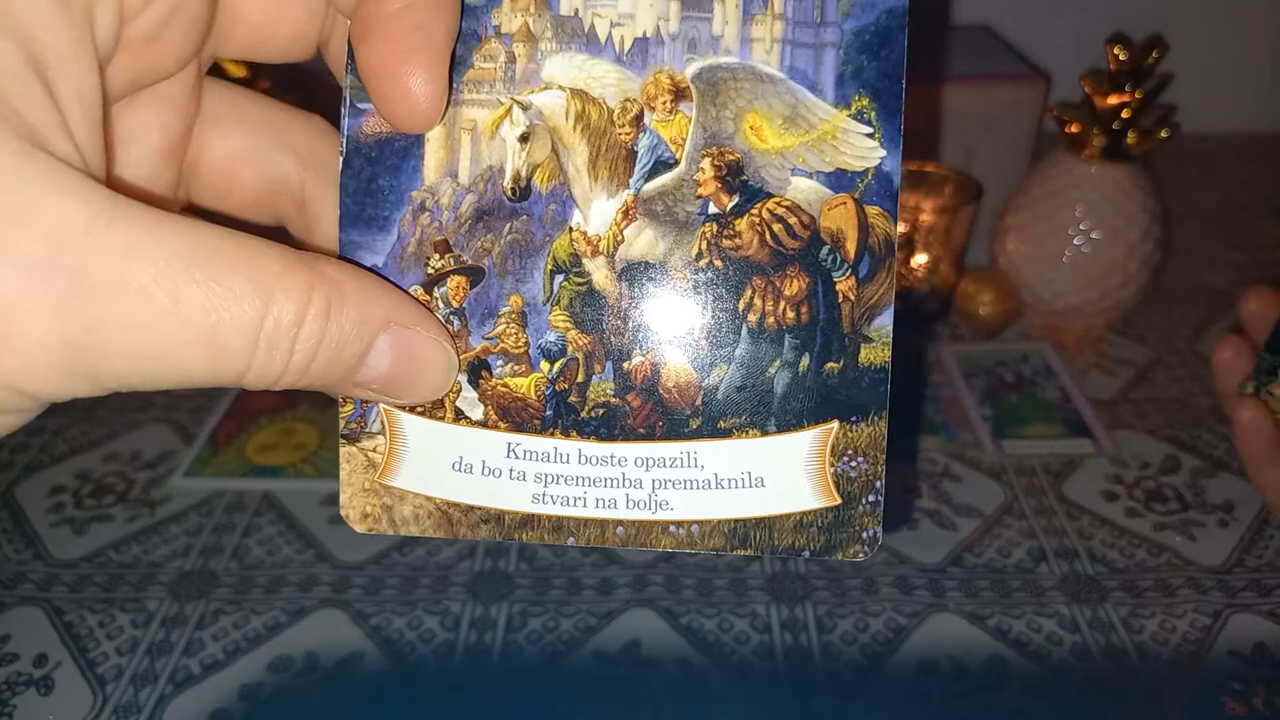 Kmalu boste opazili,
da bo ta sprememba premaknila
stvari na bolje.